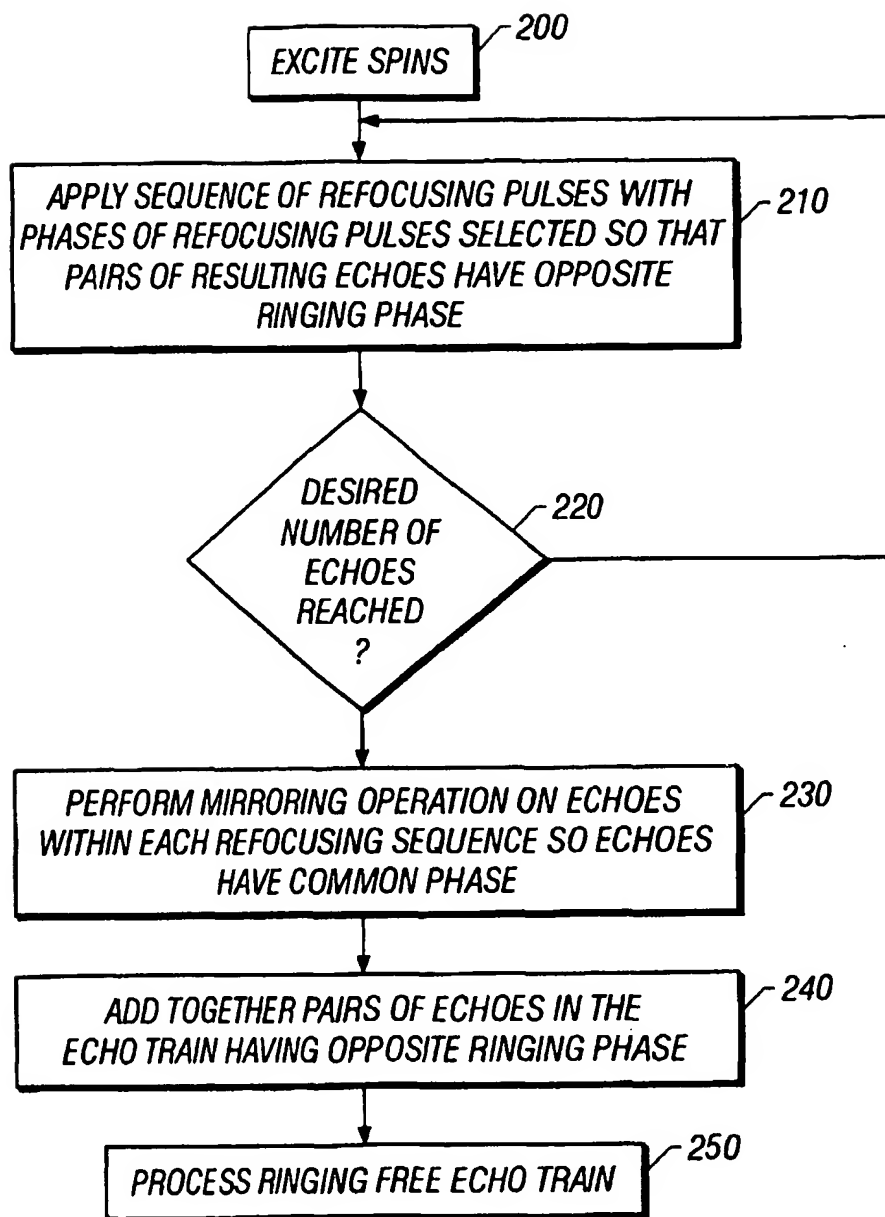 200
EXCITE SPINS
APPLY SEQUENCE OF REFOCUSING PULSES WITH
PHASES OF REFOCUSING PULSES SELECTED SO THAT
PAIRS OF RESULTING ECHOES HAVE OPPOSITE
RINGING PHASE
210
DESIRED
NUMBER OF
ECHOES
REACHED
?
220
PERFORM MIRRORING OPERATION ON ECHOES
WITHIN EACH REFOCUSING SEQUENCE SO ECHOES
HAVE COMMON PHASE
230
ADD TOGETHER PAIRS OF ECHOES IN THE
ECHO TRAIN HAVING OPPOSITE RINGING PHASE
240
PROCESS RINGING FREE ECHO TRAIN
250